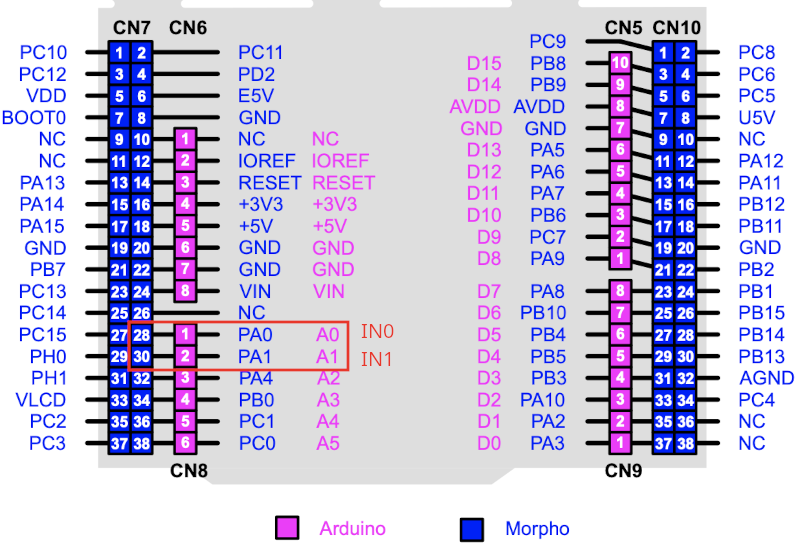 CN7 CN6 CN5 CN10
PC9
PC10 1 2 PC11 1 2 PC8
D15 PB8 10
PC12 3 4 PD2 3 4 PC6
D14 PB9 9
VDD 5 6 E5V 5 6 PC5
AVDD AVDD 8
BOOT0 7 8 GND 7 8 U5V
GND GND 7
NC 9 10 1 NC NC 9 10 NC
D13 PA5 6
NC 11 12 2 IOREF IOREF 11 12 PA12
D12 PA6 5
PA13 13 14 3 RESET RESET 13 14 PA11
D11 PA7 4
PA14 15 16 4 +3V3 +3V3 15 16 PB12
D10 PB6 3
PA15 17 18 5 +5V +5V 17 18 PB11
D9 PC7 2
GND 19 20 6 GND GND 19 20 GND
D8 PA9 1
PB7 21 22 7 GND GND 21 22 PB2
PC13 23 24 8 VIN VIN D7 PA8 8 23 24 PB1
PC14 25 26 NC D6 PB10 7 25 26 PB15
PC15 27 28 1 PA0 A0 IN0 D5 PB4 6 27 28 PB14
PH0 29 30 2 PA1 A1 IN1 D4 PB5 5 29 30 PB13
PH1 31 32 3 PA4 A2 D3 PB3 4 31 32 AGND
VLCD 33 34 4 PB0 A3 D2 PA10 3 33 34 PC4
PC2 35 36 5 PC1 A4 D1 PA2 2 35 36 NC
PC3 37 38 6 PC0 A5 D0 PA3 1 37 38 NC
CN8 CN9
Arduino Morpho